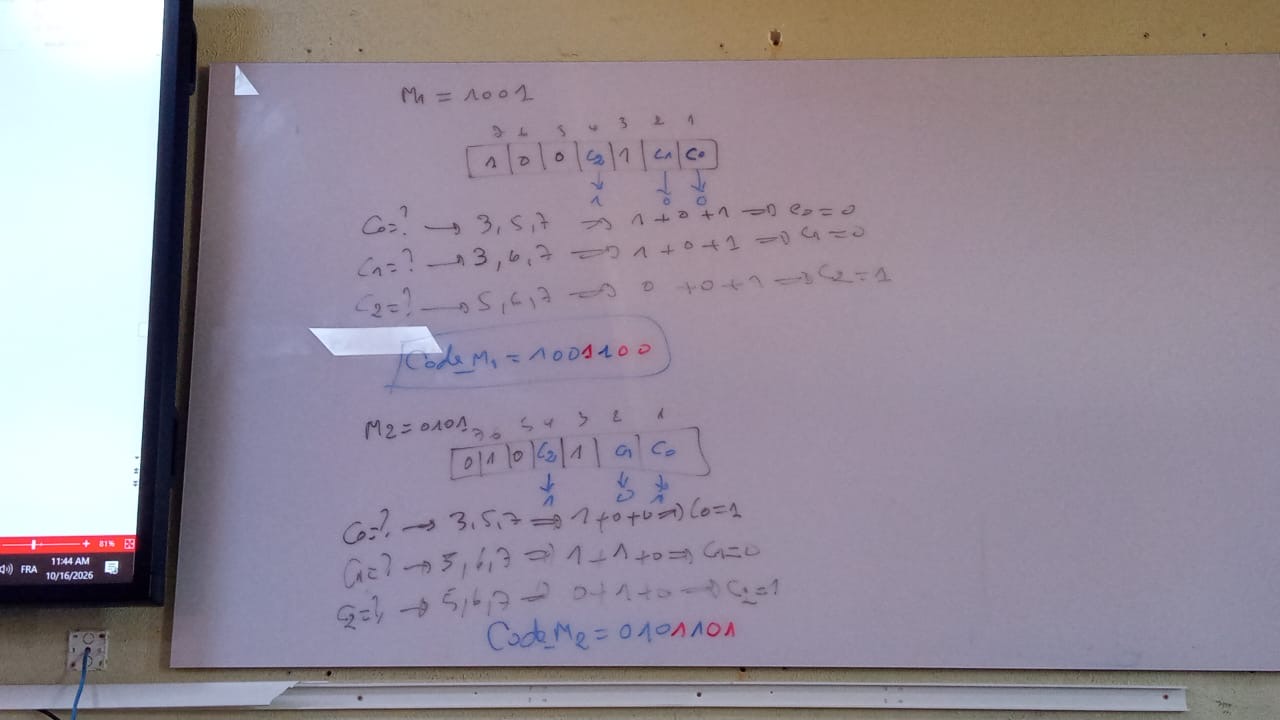 M1 = 1001
7 6 5 4 3 2 1
1 0 0 C2 1 C1 C0
↓ ↓ ↓
1 0 0
C0=? → 3,5,7 ⇒ 1+0+1 ⇒ C0=0
C1=? → 3,6,7 ⇒ 1+0+1 ⇒ C1=0
C2=? → 5,6,7 ⇒ 0+0+1 ⇒ C2=1
Code_M1 = 1001100
M2=0101
7 6 5 4 3 2 1
0 1 0 C2 1 C1 C0
↓ ↓ ↓
1 0 1
C0=? → 3,5,7 ⇒ 1+0+0 ⇒ C0=1
C1=? → 3,6,7 ⇒ 1+1+0 ⇒ C1=0
C2=? → 5,6,7 ⇒ 0+1+0 ⇒ C2=1
Code_M2 = 0101101
81%
FRA
11:44 AM
10/16/2026